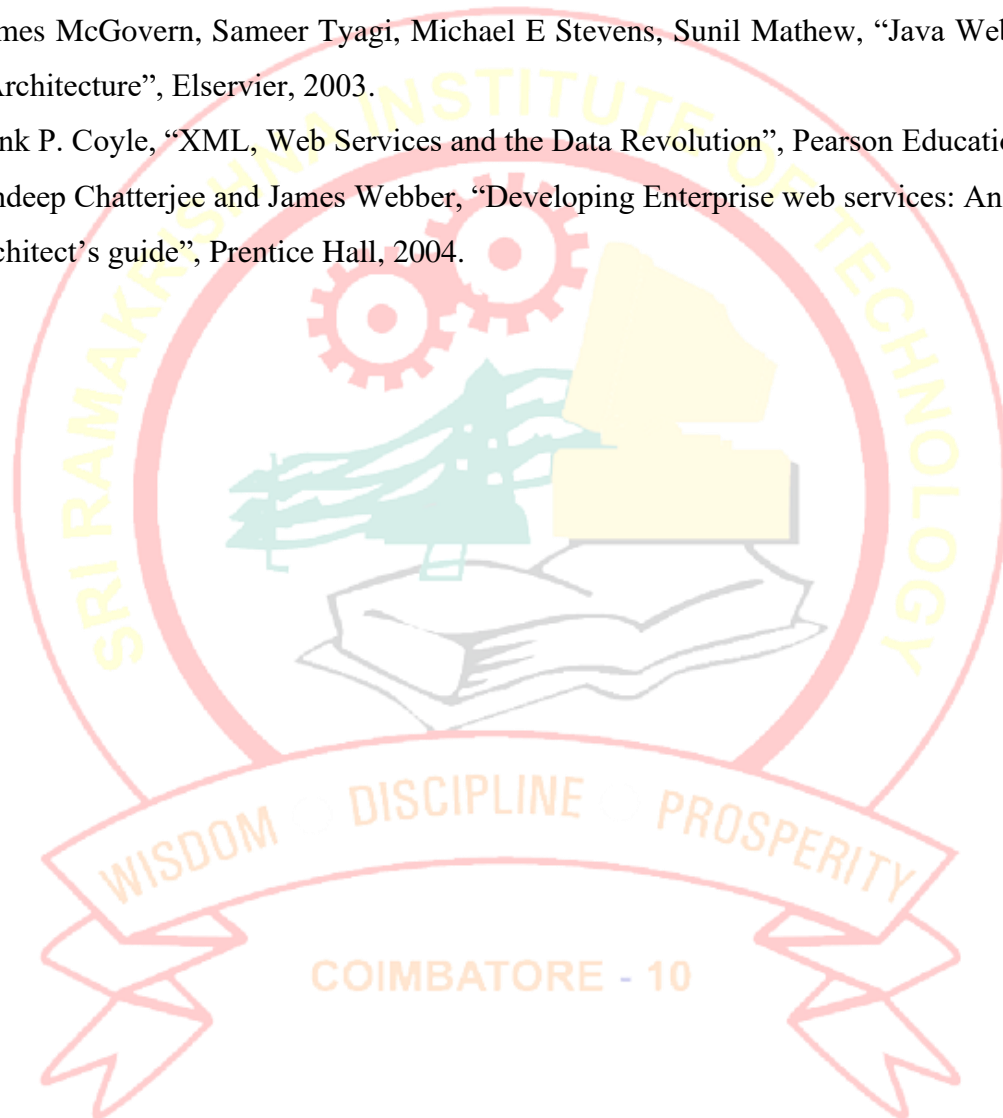 mes McGovern, Sameer Tyagi, Michael E Stevens, Sunil Mathew, “Java Web
Architecture”, Elservier, 2003.
nk P. Coyle, “XML, Web Services and the Data Revolution”, Pearson Educatio
ndeep Chatterjee and James Webber, “Developing Enterprise web services: An
chitect’s guide”, Prentice Hall, 2004.
SRI RAMAKRISHNA INSTITUTE OF TECHNOLOGY
WISDOM DISCIPLINE PROSPERITY
COIMBATORE - 10